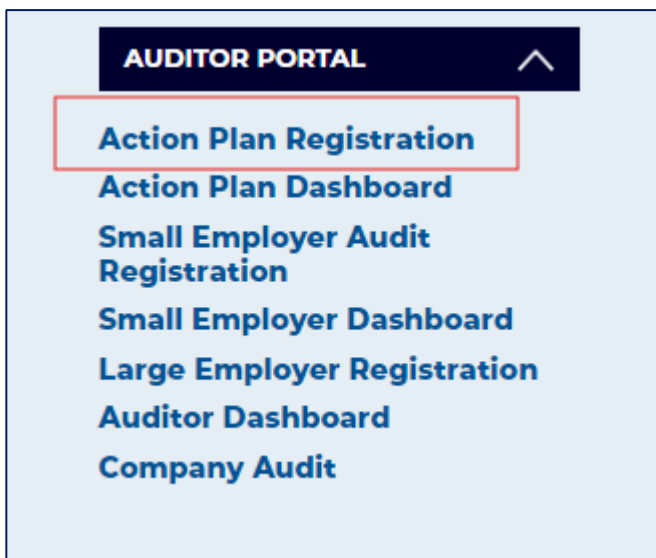 AUDITOR PORTAL
Action Plan Registration
Action Plan Dashboard
Small Employer Audit
Registration
Small Employer Dashboard
Large Employer Registration
Auditor Dashboard
Company Audit